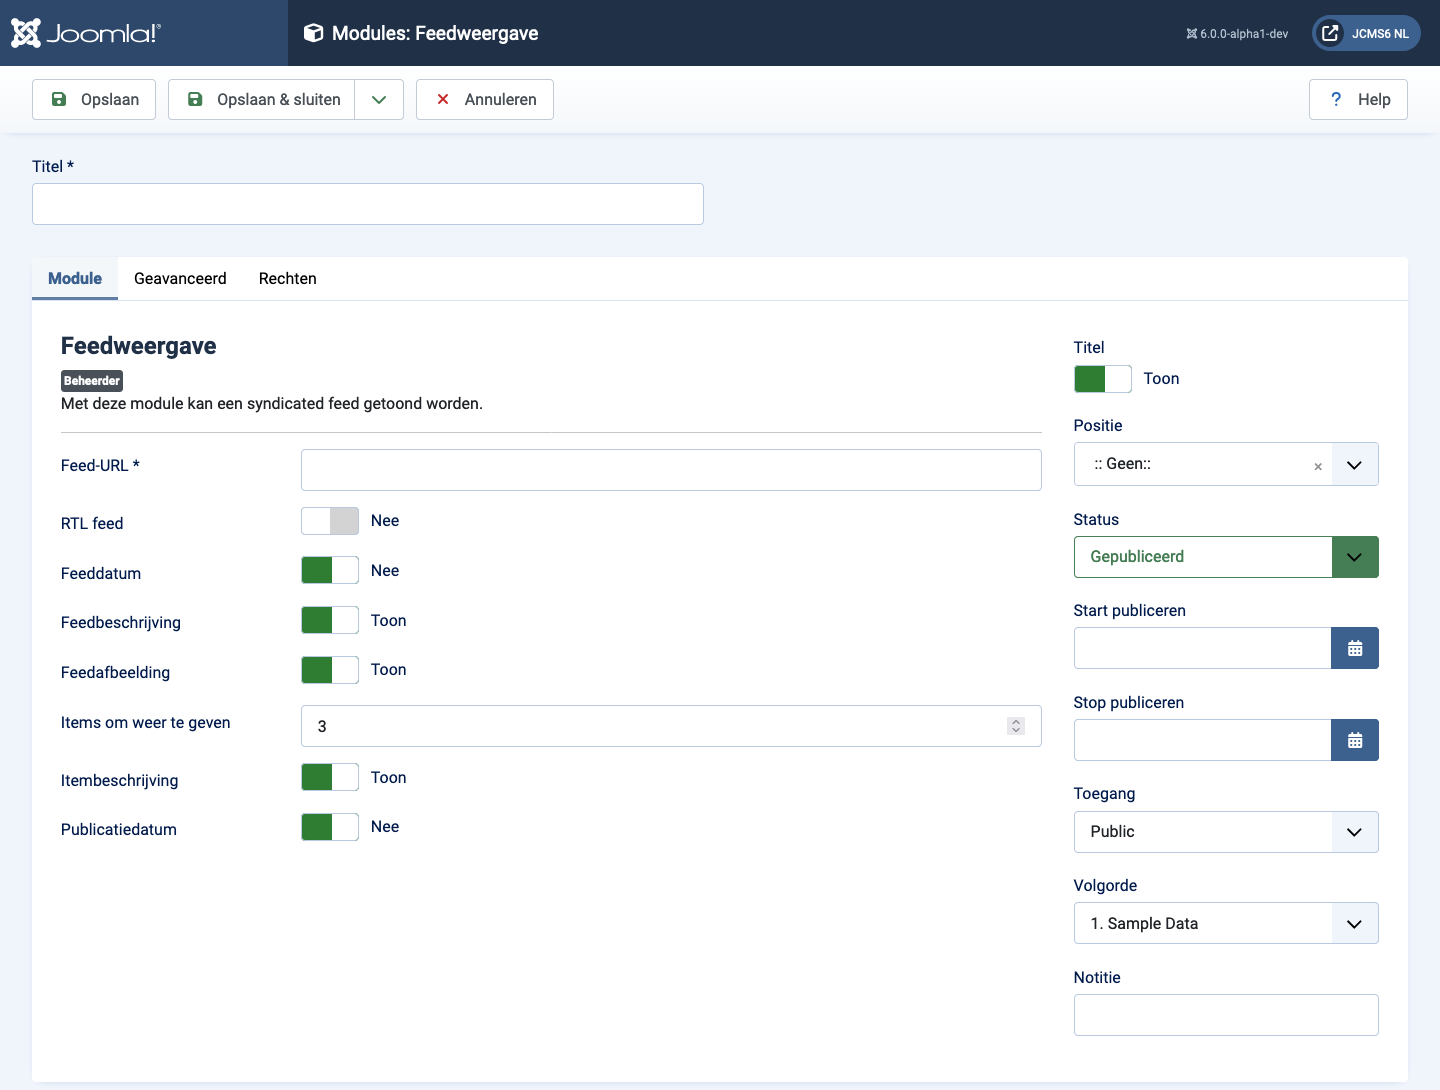 Joomla!®
Modules: Feedweergave
6.0.0-alpha1-dev
JCMS6 NL
Opslaan
Opslaan & sluiten
Annuleren
? Help
Titel *
Module
Geavanceerd
Rechten
Feedweergave
Beheerder
Met deze module kan een syndicated feed getoond worden.
Feed-URL *
RTL feed
Nee
Feeddatum
Nee
Feedbeschrijving
Toon
Feedafbeelding
Toon
Items om weer te geven
3
Itembeschrijving
Toon
Publicatiedatum
Nee
Titel
Toon
Positie
:: Geen::
×
Status
Gepubliceerd
Start publiceren
Stop publiceren
Toegang
Public
Volgorde
1. Sample Data
Notitie